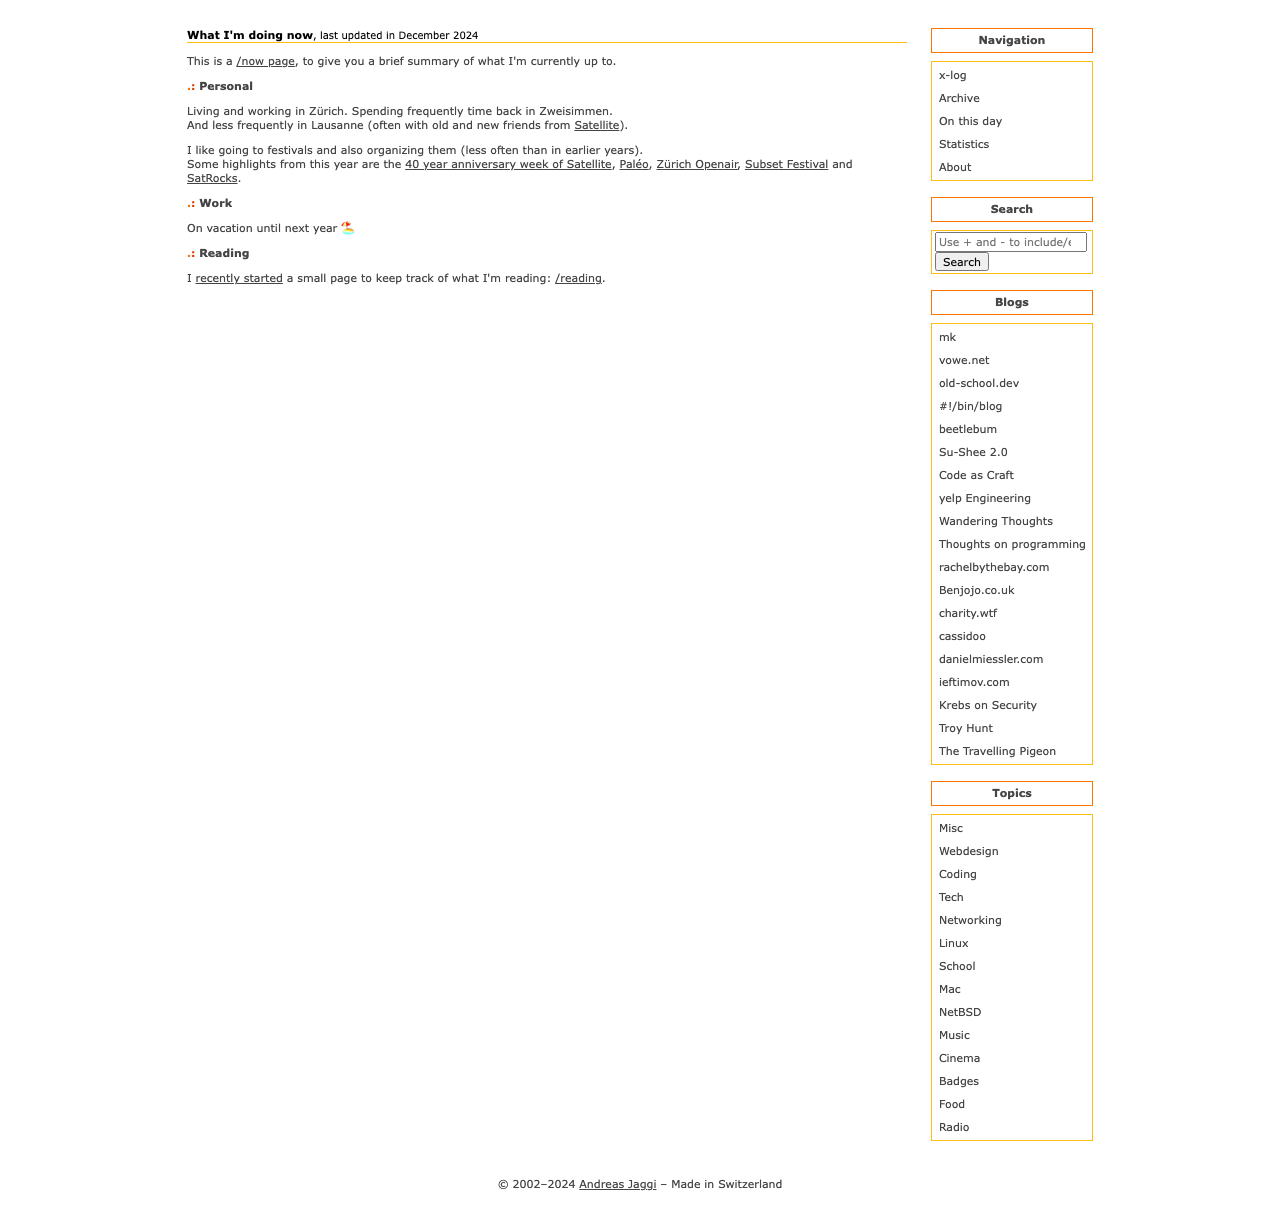 What I'm doing now, last updated in December 2024
This is a /now page, to give you a brief summary of what I'm currently up to.
.: Personal
Living and working in Zürich. Spending frequently time back in Zweisimmen.
And less frequently in Lausanne (often with old and new friends from Satellite).
I like going to festivals and also organizing them (less often than in earlier years).
Some highlights from this year are the 40 year anniversary week of Satellite, Paléo, Zürich Openair, Subset Festival and
SatRocks.
.: Work
On vacation until next year 🏖️
.: Reading
I recently started a small page to keep track of what I'm reading: /reading.
Navigation
x-log
Archive
On this day
Statistics
About
Search
Use + and - to include/e
Search
Blogs
mk
vowe.net
old-school.dev
#!/bin/blog
beetlebum
Su-Shee 2.0
Code as Craft
yelp Engineering
Wandering Thoughts
Thoughts on programming
rachelbythebay.com
Benjojo.co.uk
charity.wtf
cassidoo
danielmiessler.com
ieftimov.com
Krebs on Security
Troy Hunt
The Travelling Pigeon
Topics
Misc
Webdesign
Coding
Tech
Networking
Linux
School
Mac
NetBSD
Music
Cinema
Badges
Food
Radio
© 2002–2024 Andreas Jaggi – Made in Switzerland